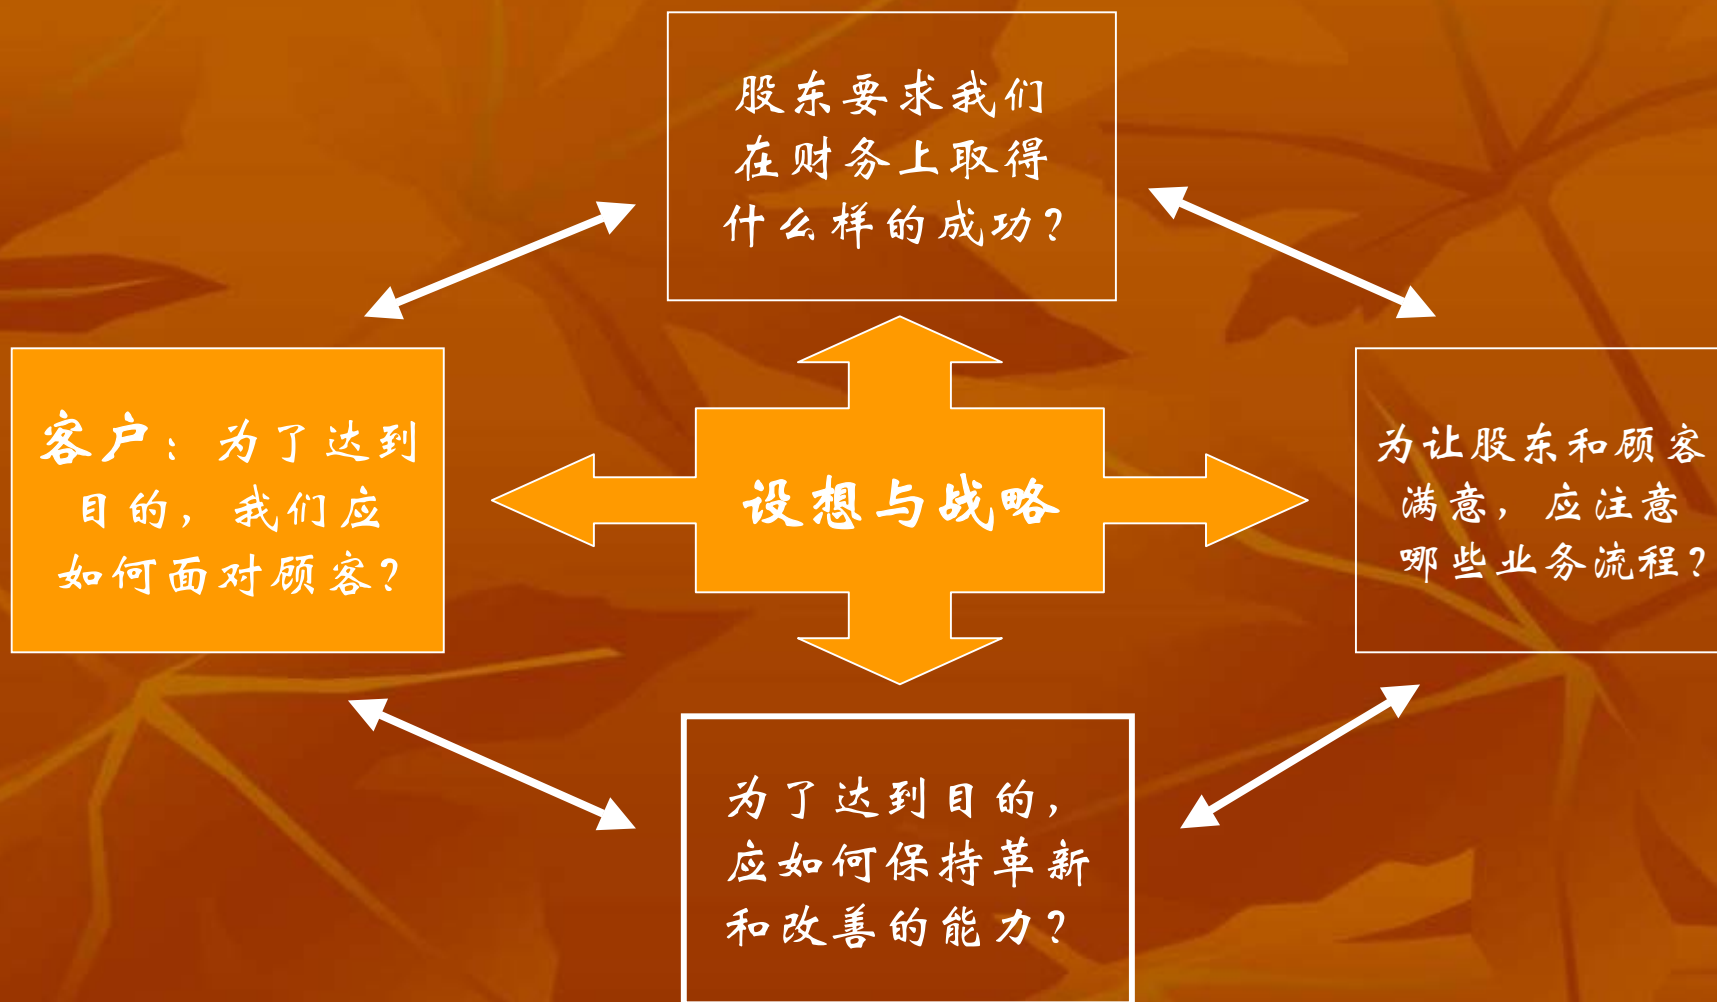 股东要求我们
在财务上取得
什么样的成功?
客户:为了达到
目的,我们应
如何面对顾客?
设想与战略
为让股东和顾客
满意,应注意
哪些业务流程?
为了达到目的,
应如何保持革新
和改善的能力?